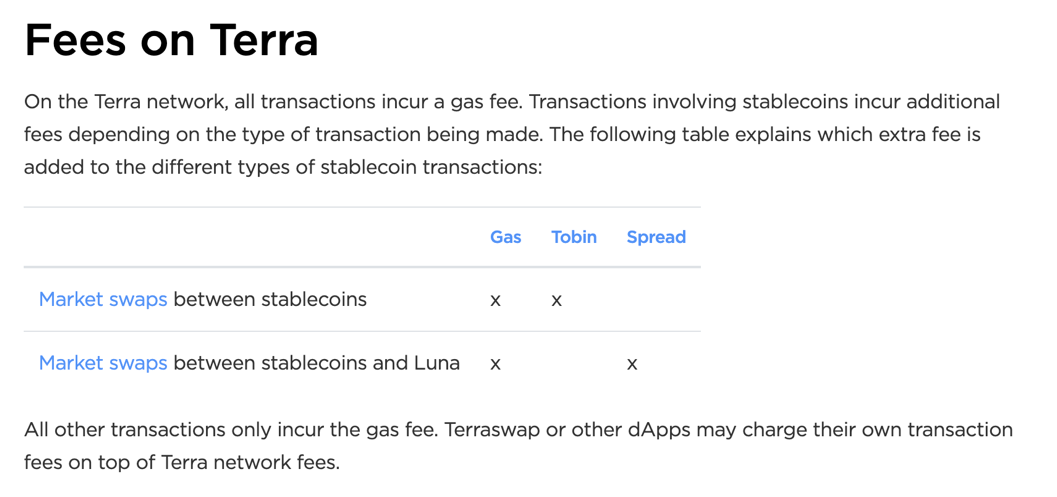 Fees on Terra
On the Terra network, all transactions incur a gas fee. Transactions involving stablecoins incur additional
fees depending on the type of transaction being made. The following table explains which extra fee is
added to the different types of stablecoin transactions:
Gas Tobin Spread
Market swaps between stablecoins x x
Market swaps between stablecoins and Luna x x
All other transactions only incur the gas fee. Terraswap or other dApps may charge their own transaction
fees on top of Terra network fees.